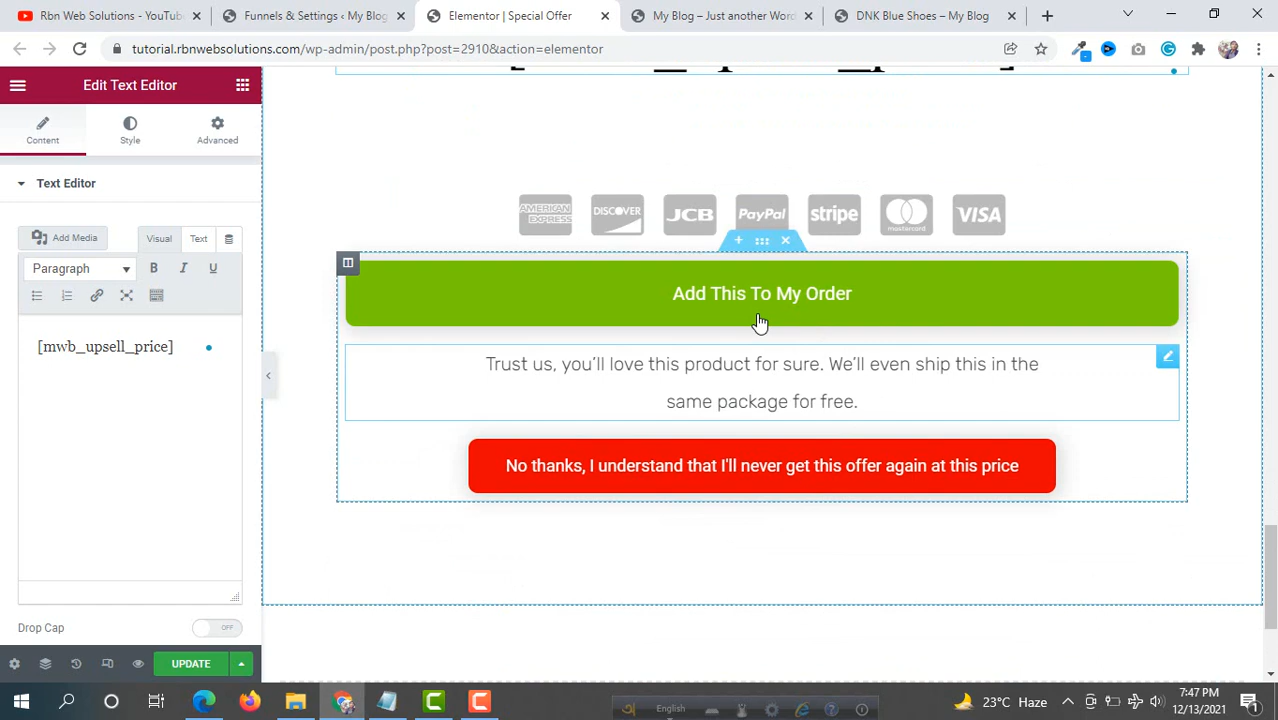 Rbn Web Solutions - YouTube
Funnels & Settings ‹ My Blog
Elementor | Special Offer
My Blog – Just another Word
DNK Blue Shoes – My Blog
tutorial.rbnwebsolutions.com/wp-admin/post.php?post=2910&action=elementor
Edit Text Editor
Content
Style
Advanced
Text Editor
Add Media
Visual
Text
Paragraph
B
I
U
[mwb_upsell_price]
Drop Cap
OFF
UPDATE
AMERICAN
EXPRESS
DISCOVER
JCB
PayPal
stripe
mastercard
VISA
Add This To My Order
Trust us, you’ll love this product for sure. We’ll even ship this in the
same package for free.
No thanks, I understand that I'll never get this offer again at this price
English
23°C Haze
7:47 PM
12/13/2021